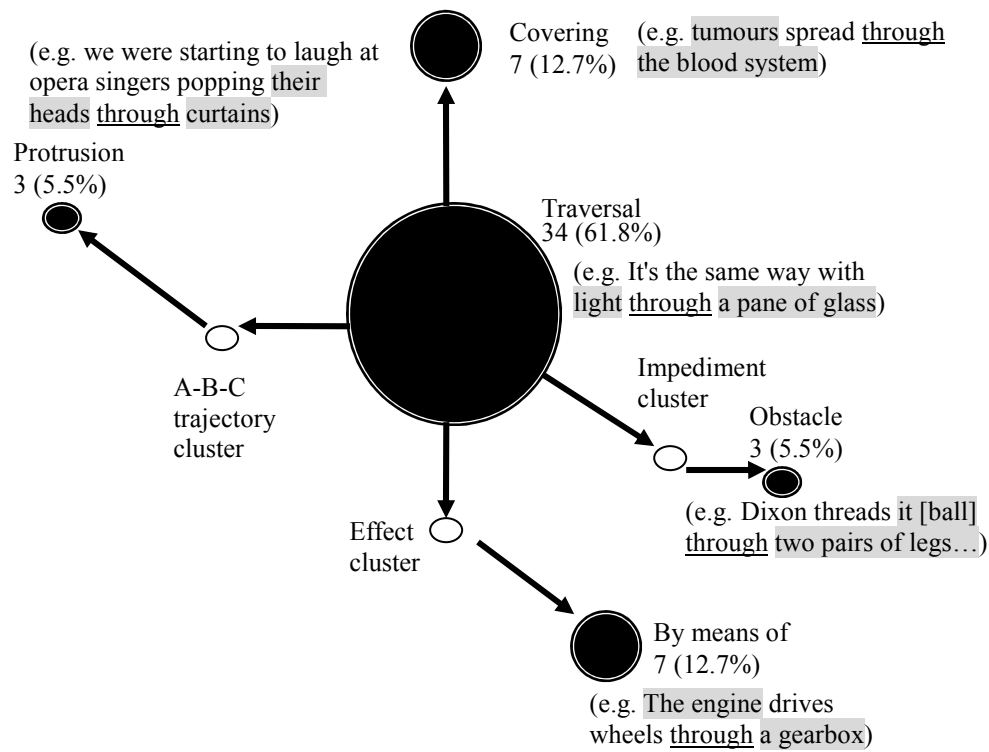 Covering
7 (12.7%)
(e.g. tumours spread through
the blood system)
(e.g. we were starting to laugh at
opera singers popping their
heads through curtains)
Protrusion
3 (5.5%)
Traversal
34 (61.8%)
(e.g. It's the same way with
light through a pane of glass)
A-B-C
trajectory
cluster
Impediment
cluster
Obstacle
3 (5.5%)
(e.g. Dixon threads it [ball]
through two pairs of legs…)
Effect
cluster
By means of
7 (12.7%)
(e.g. The engine drives
wheels through a gearbox)